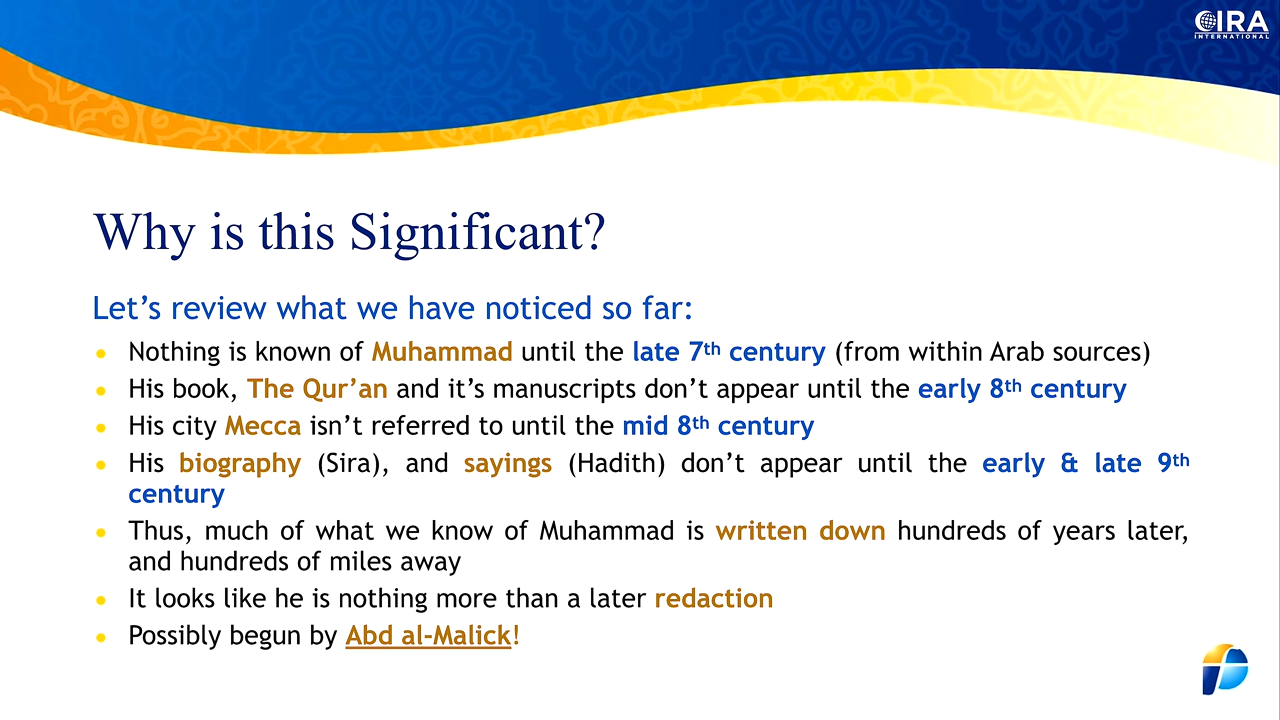 CIRA
INTERNATIONAL
Why is this Significant?
Let’s review what we have noticed so far:
• Nothing is known of Muhammad until the late 7th century (from within Arab sources)
• His book, The Qur’an and it’s manuscripts don’t appear until the early 8th century
• His city Mecca isn’t referred to until the mid 8th century
• His biography (Sira), and sayings (Hadith) don’t appear until the early & late 9th
century
• Thus, much of what we know of Muhammad is written down hundreds of years later,
and hundreds of miles away
• It looks like he is nothing more than a later redaction
• Possibly begun by Abd al-Malick!